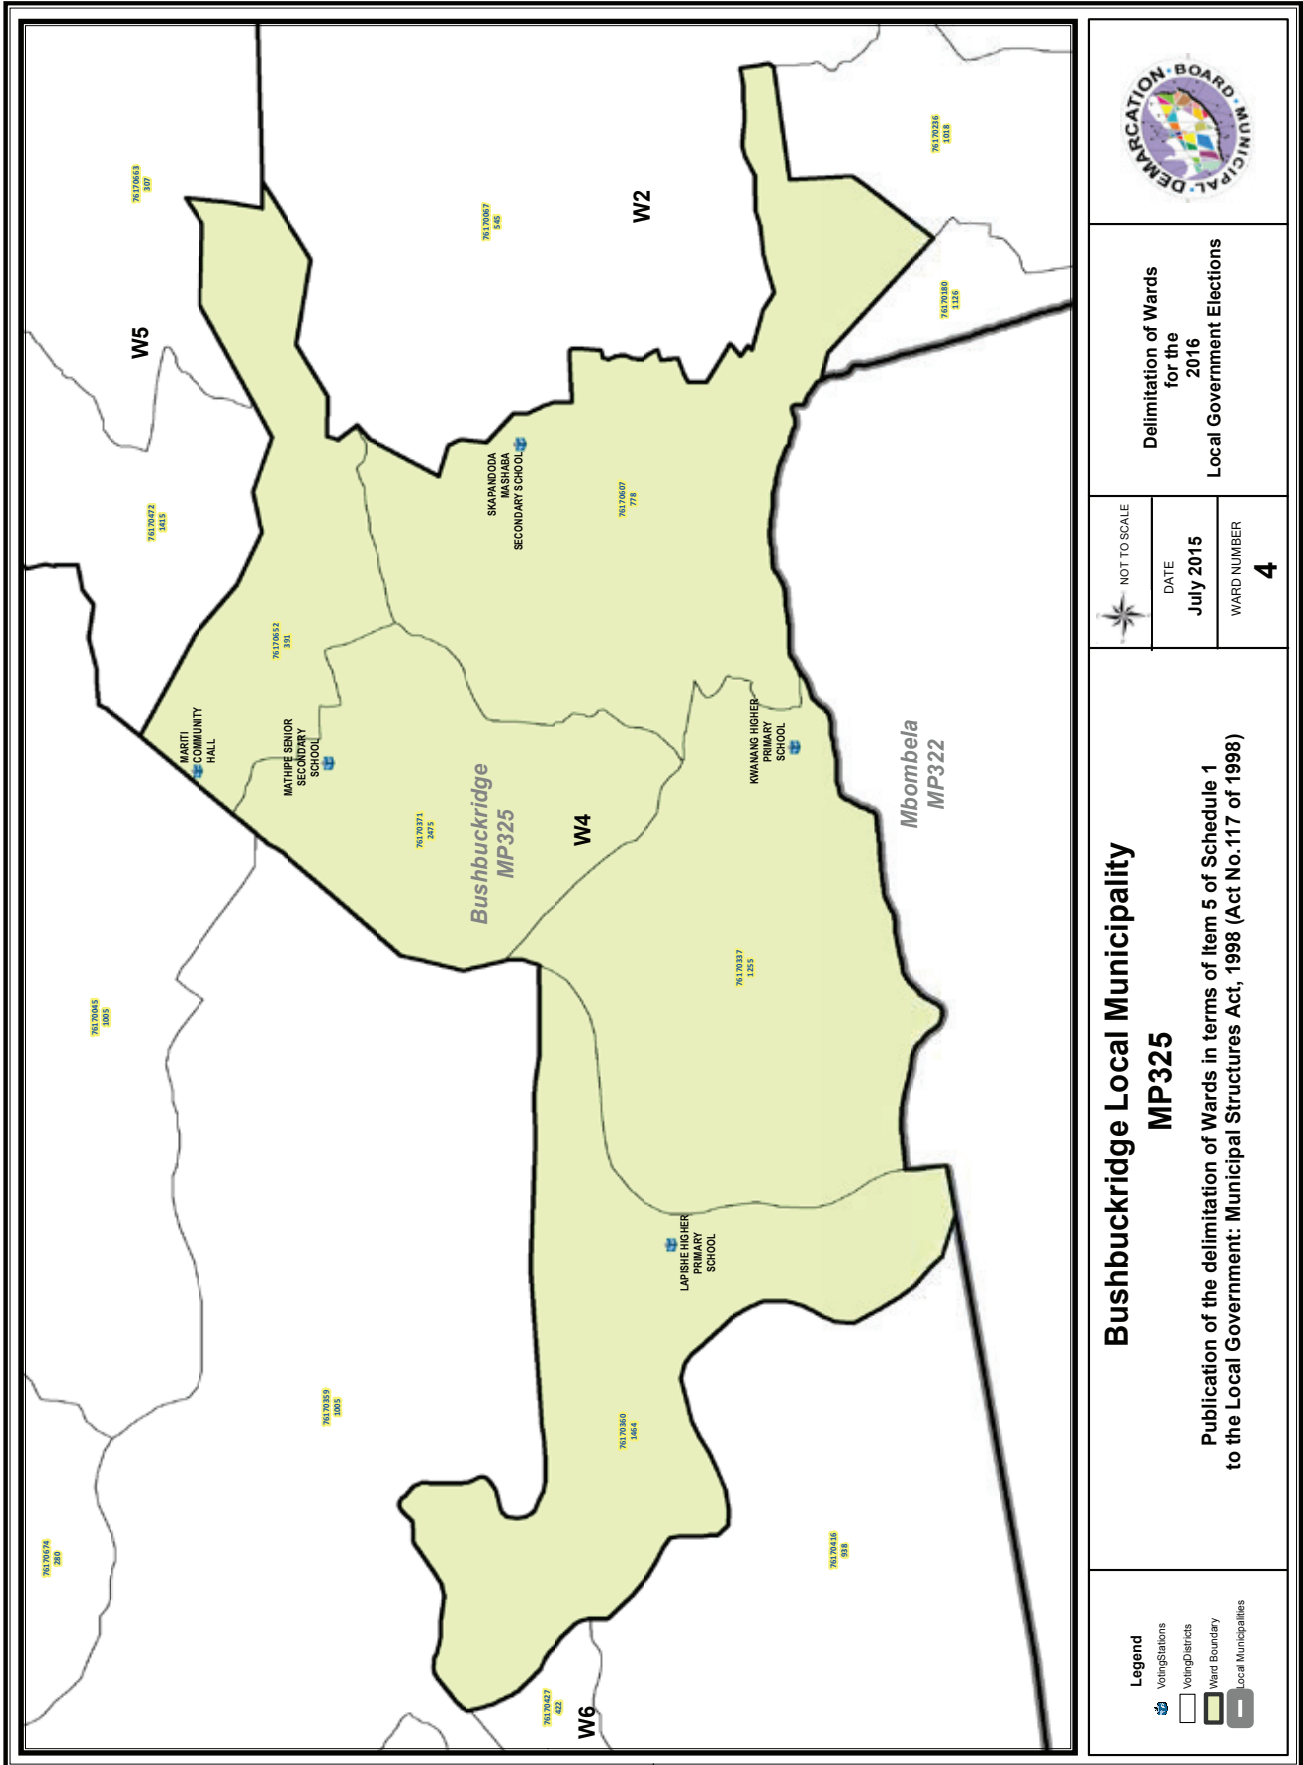 76170663
307
W5
76170472
1415
76170045
1005
76170674
280
76170359
1005
76170067
545
W2
76170236
1018
76170180
1126
76170652
391
MARITI
COMMUNITY
HALL
MATHIPE SENIOR
SECONDARY
SCHOOL
SKAPANDODA
MASHABA
SECONDARY SCHOOL
76170607
778
76170371
2475
Bushbuckridge
MP325
W4
KWANANG HIGHER
PRIMARY
SCHOOL
Mbombela
MP322
76170337
1255
LAPISHE HIGHER
PRIMARY
SCHOOL
76170360
1464
76170416
938
76170427
422
W6
Legend
VotingStations
VotingDistricts
Ward Boundary
Local Municipalities
Bushbuckridge Local Municipality
MP325
Publication of the delimitation of Wards in terms of Item 5 of Schedule 1
to the Local Government: Municipal Structures Act, 1998 (Act No.117 of 1998)
NOT TO SCALE
DATE
July 2015
WARD NUMBER
4
Delimitation of Wards
for the
2016
Local Government Elections
MUNICIPAL · DEMARCATION · BOARD ·